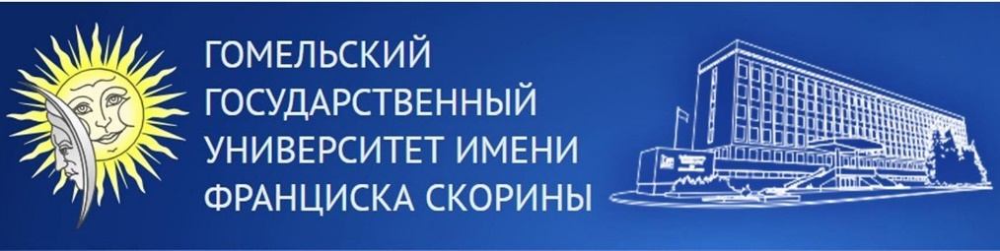 ГОМЕЛЬСКИЙ
ГОСУДАРСТВЕННЫЙ
УНИВЕРСИТЕТ ИМЕНИ
ФРАНЦИСКА СКОРИНЫ